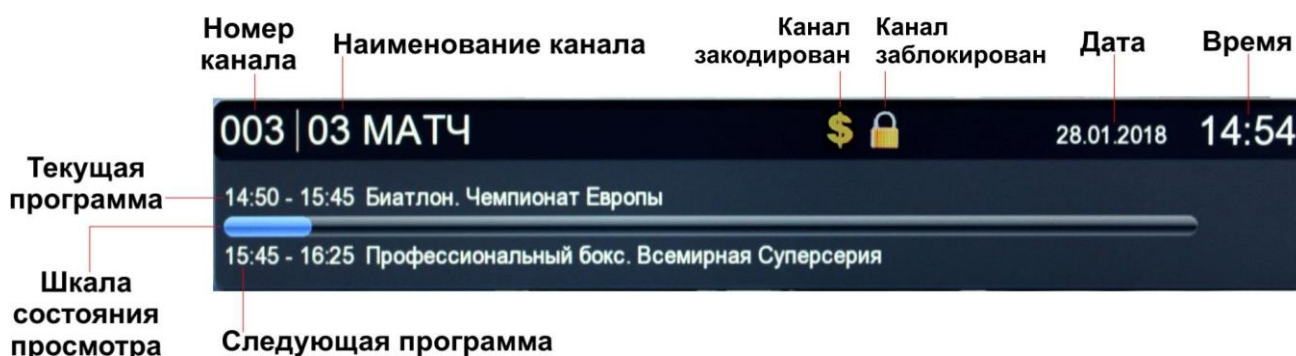 Номер
канала
Наименование канала
Канал
закодирован
Канал
заблокирован
Дата
Время
003 | 03 МАТЧ
$
28.01.2018
14:54
Текущая
программа
14:50 - 15:45 Биатлон. Чемпионат Европы
15:45 - 16:25 Профессиональный бокс. Всемирная Суперсерия
Шкала
состояния
просмотра
Следующая программа